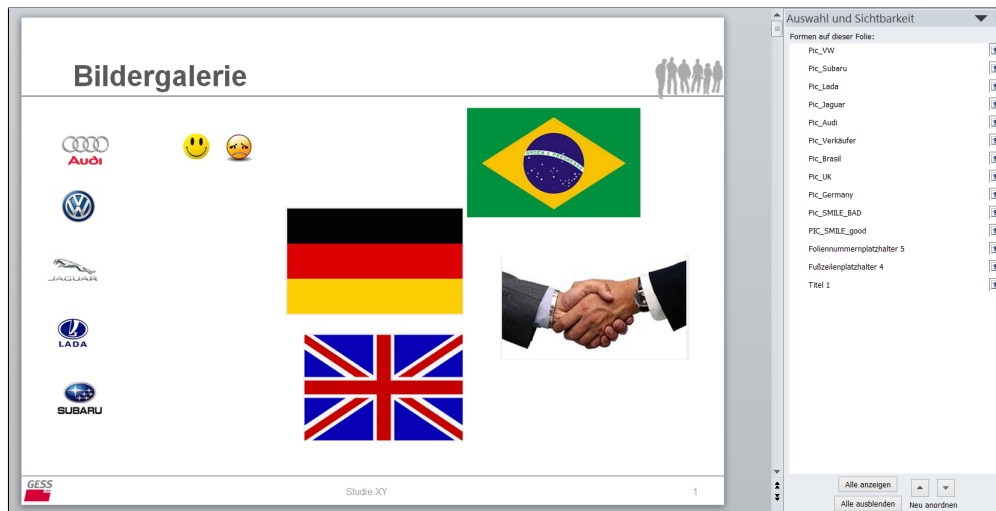 Bildergalerie
Audi
JAGUAR
LADA
SUBARU
ORDEM E PROGRESSO
GESS
Studie XY
1
Auswahl und Sichtbarkeit
Formen auf dieser Folie:
Pic_VW
Pic_Subaru
Pic_Lada
Pic_Jaguar
Pic_Audi
Pic_Verkäufer
Pic_Brasil
Pic_UK
Pic_Germany
Pic_SMILE_BAD
PIC_SMILE_good
Foliennummernplatzhalter 5
Fußzeilenplatzhalter 4
Titel 1
Alle anzeigen
Alle ausblenden
Neu anordnen